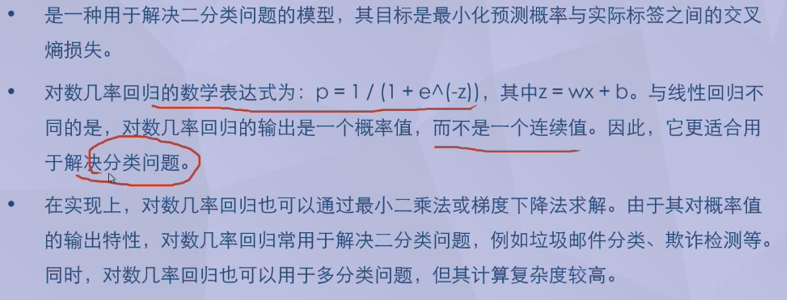 • 是一种用于解决二分类问题的模型，其目标是最小化预测概率与实际标签之间的交叉
熵损失。
• 对数几率回归的数学表达式为：p = 1 / (1 + e^(-z))，其中z = wx + b。与线性回归不
同的是，对数几率回归的输出是一个概率值，而不是一个连续值。因此，它更适合用
于解决分类问题。
• 在实现上，对数几率回归也可以通过最小二乘法或梯度下降法求解。由于其对概率值
的输出特性，对数几率回归常用于解决二分类问题，例如垃圾邮件分类、欺诈检测等。
同时，对数几率回归也可以用于多分类问题，但其计算复杂度较高。